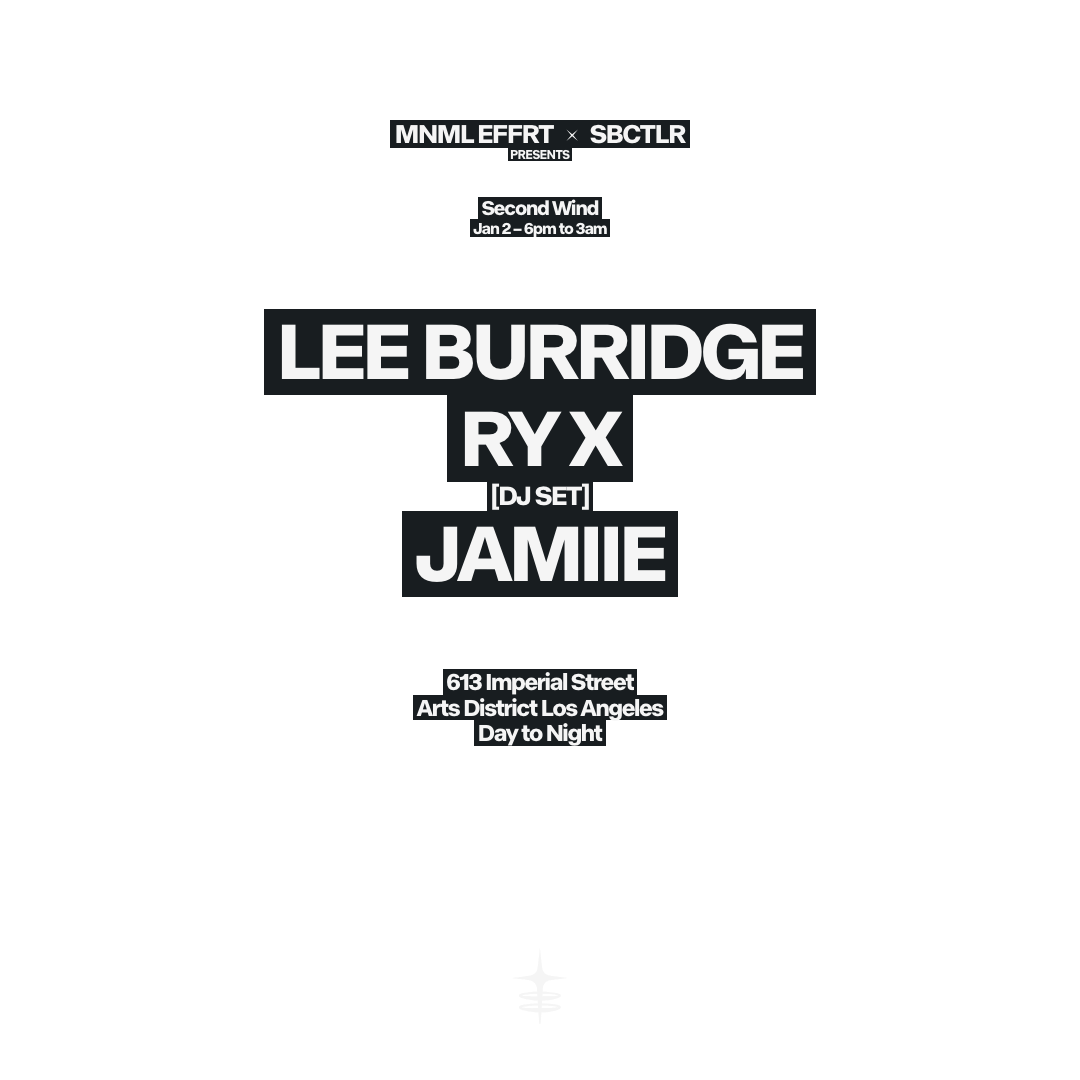 MNML EFFRT × SBCTLR
PRESENTS
Second Wind
Jan 2 – 6pm to 3am
LEE BURRIDGE
RY X
[DJ SET]
JAMIIE
613 Imperial Street
Arts District Los Angeles
Day to Night